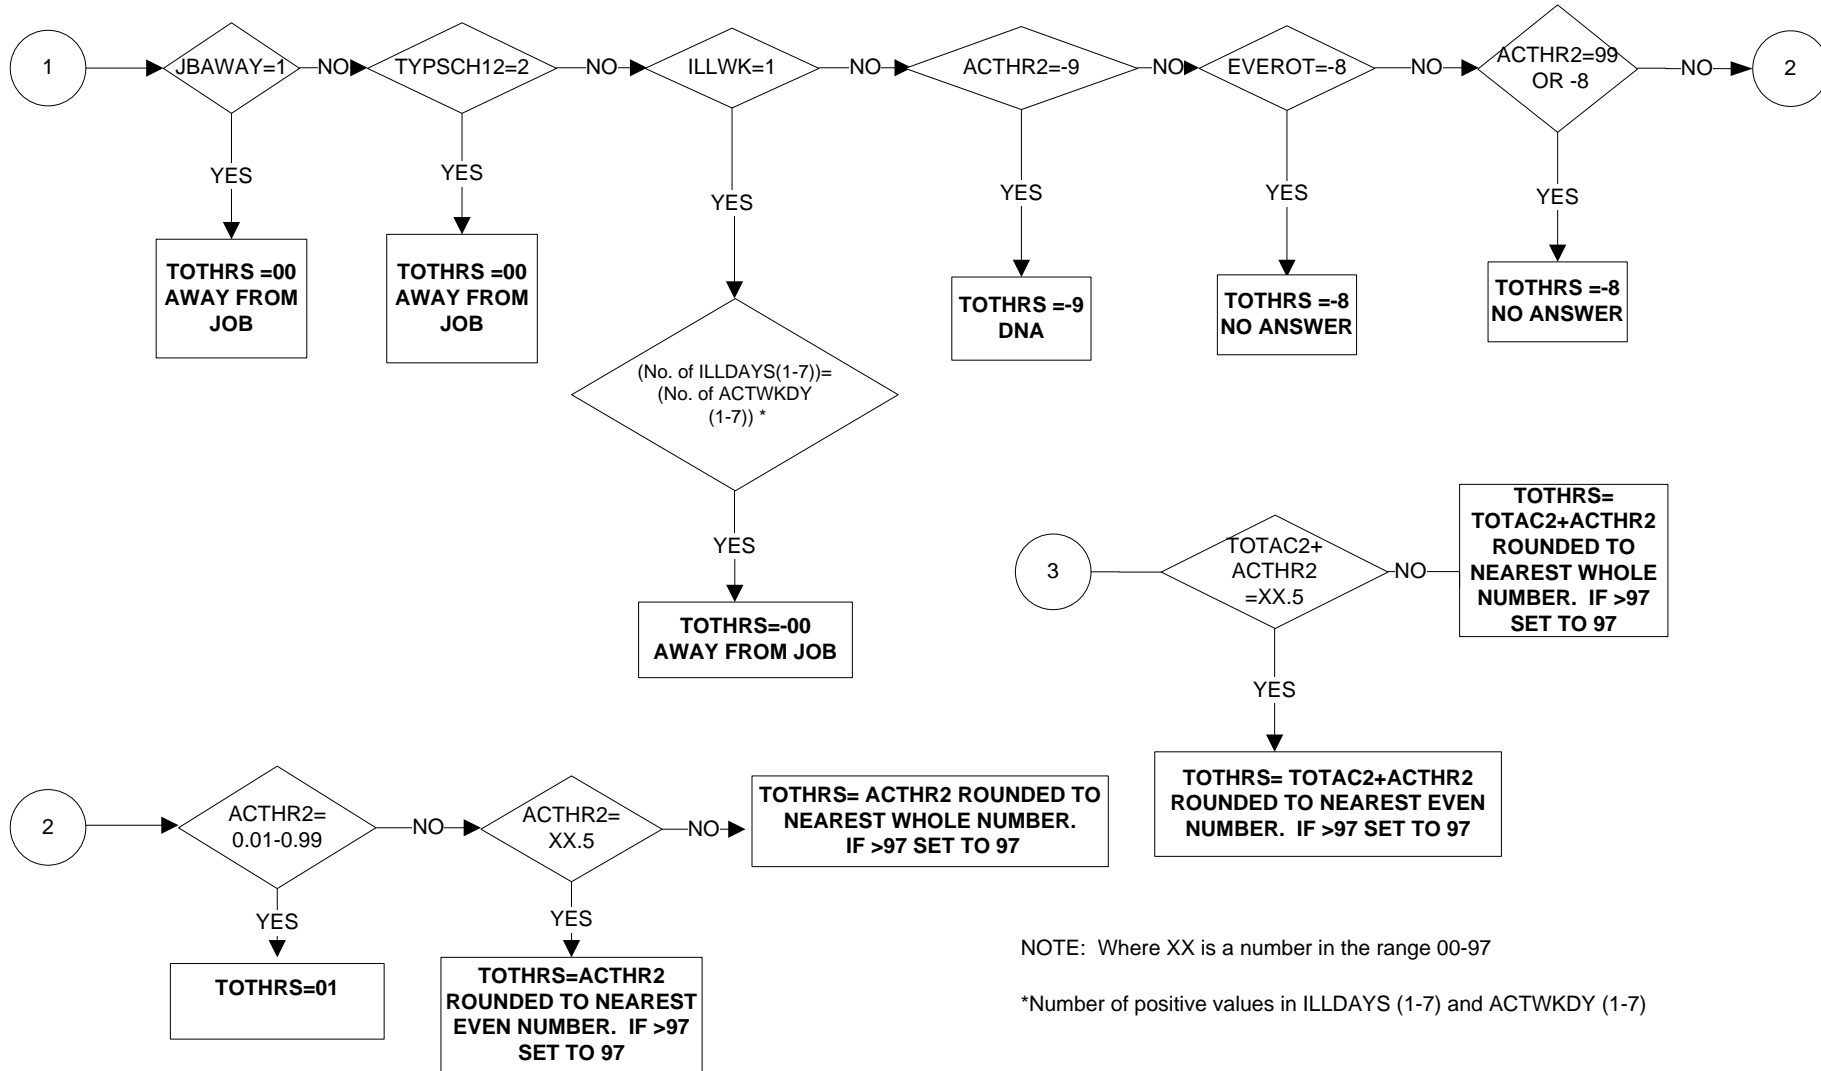 1
JBAWAY=1
NO
TYPSCH12=2
NO
ILLWK=1
NO
ACTHR2=-9
NO
EVEROT=-8
NO
ACTHR2=99
OR -8
NO
2
YES
YES
YES
YES
YES
YES
TOTHRS =00
AWAY FROM
JOB
TOTHRS =00
AWAY FROM
JOB
TOTHRS =-9
DNA
TOTHRS =-8
NO ANSWER
TOTHRS =-8
NO ANSWER
(No. of ILLDAYS(1-7))=
(No. of ACTWKDY
(1-7)) *
YES
TOTHRS=-00
AWAY FROM JOB
3
TOTAC2+
ACTHR2
=XX.5
NO
TOTHRS=
TOTAC2+ACTHR2
ROUNDED TO
NEAREST WHOLE
NUMBER.  IF >97
SET TO 97
YES
TOTHRS= TOTAC2+ACTHR2
ROUNDED TO NEAREST EVEN
NUMBER.  IF >97 SET TO 97
2
ACTHR2=
0.01-0.99
NO
ACTHR2=
XX.5
NO
TOTHRS= ACTHR2 ROUNDED TO
NEAREST WHOLE NUMBER.
IF >97 SET TO 97
YES
YES
TOTHRS=01
TOTHRS=ACTHR2
ROUNDED TO NEAREST
EVEN NUMBER.  IF >97
SET TO 97
NOTE:  Where XX is a number in the range 00-97
*Number of positive values in ILLDAYS (1-7) and ACTWKDY (1-7)